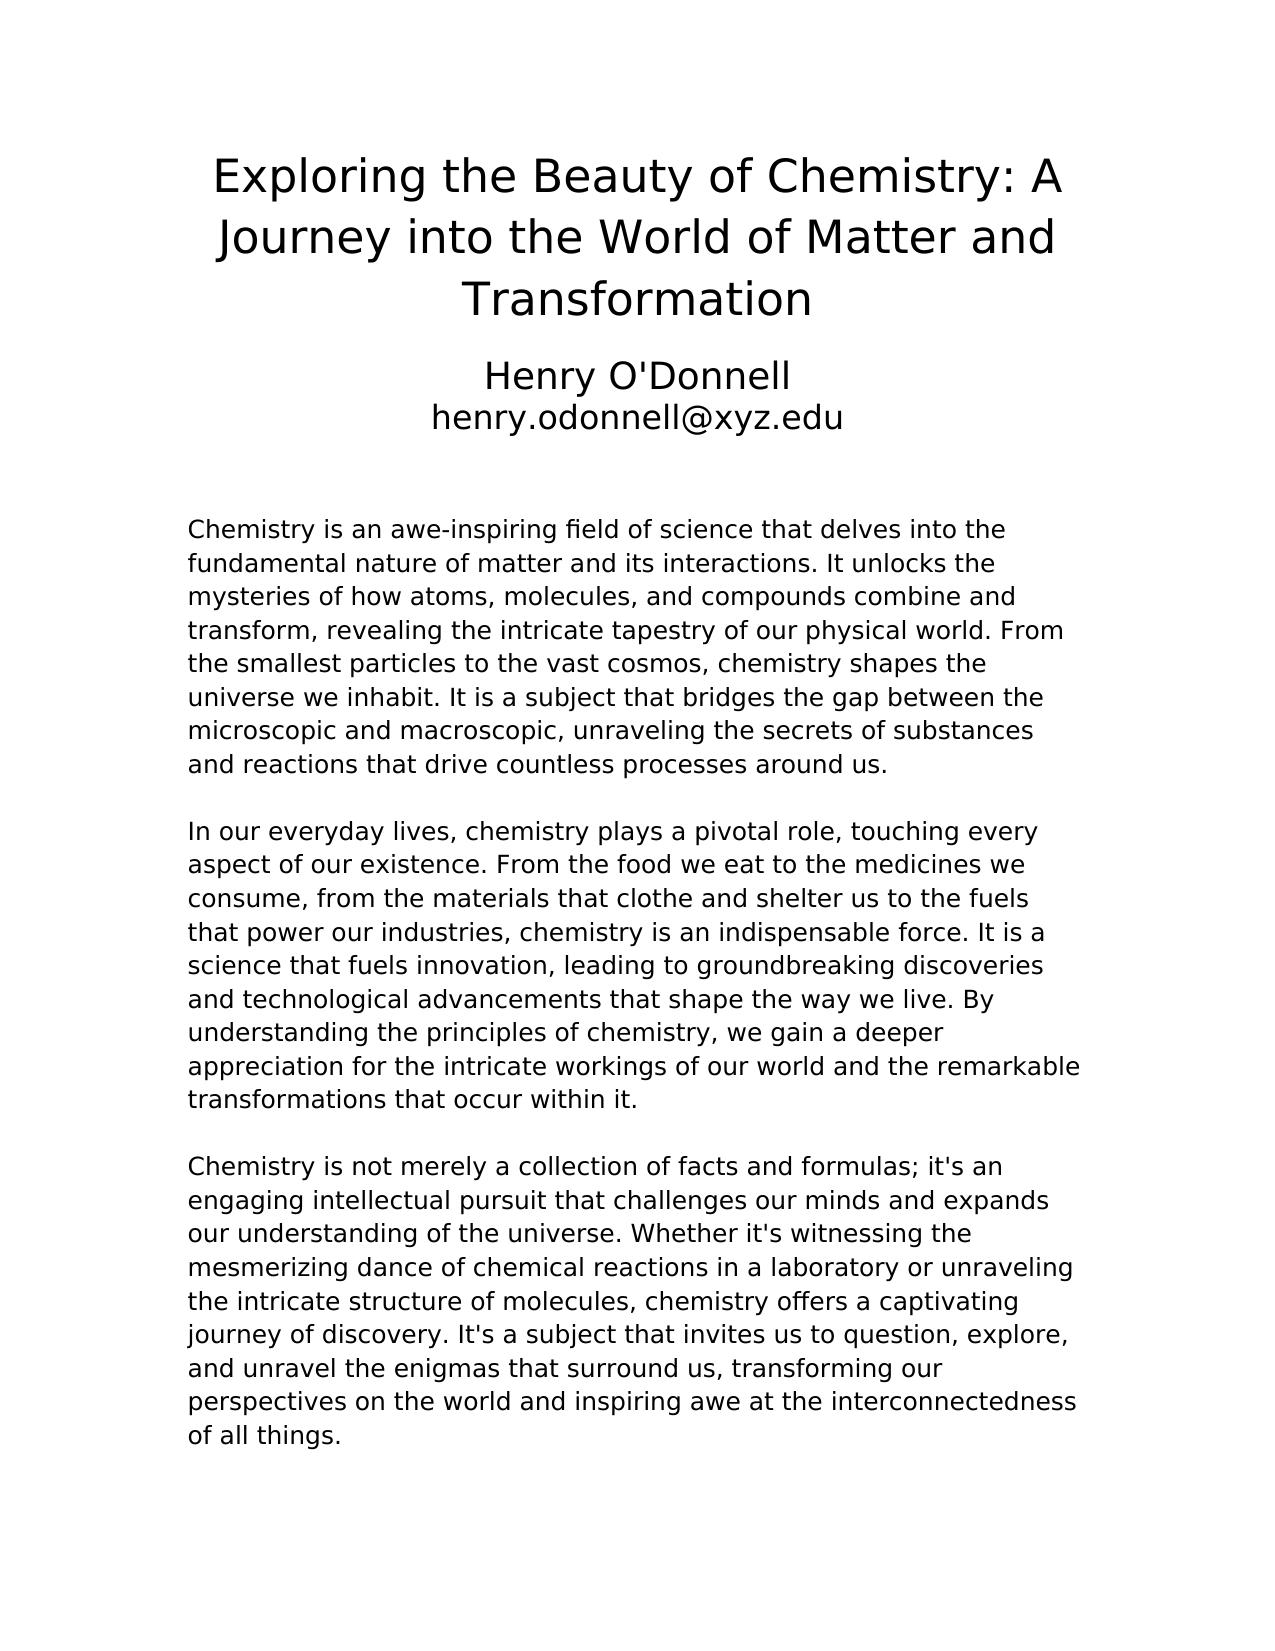 Exploring the Beauty of Chemistry: A
Journey into the World of Matter and
Transformation
Henry O'Donnell
henry.odonnell@xyz.edu
Chemistry is an awe-inspiring field of science that delves into the
fundamental nature of matter and its interactions. It unlocks the
mysteries of how atoms, molecules, and compounds combine and
transform, revealing the intricate tapestry of our physical world. From
the smallest particles to the vast cosmos, chemistry shapes the
universe we inhabit. It is a subject that bridges the gap between the
microscopic and macroscopic, unraveling the secrets of substances
and reactions that drive countless processes around us.
In our everyday lives, chemistry plays a pivotal role, touching every
aspect of our existence. From the food we eat to the medicines we
consume, from the materials that clothe and shelter us to the fuels
that power our industries, chemistry is an indispensable force. It is a
science that fuels innovation, leading to groundbreaking discoveries
and technological advancements that shape the way we live. By
understanding the principles of chemistry, we gain a deeper
appreciation for the intricate workings of our world and the remarkable
transformations that occur within it.
Chemistry is not merely a collection of facts and formulas; it's an
engaging intellectual pursuit that challenges our minds and expands
our understanding of the universe. Whether it's witnessing the
mesmerizing dance of chemical reactions in a laboratory or unraveling
the intricate structure of molecules, chemistry offers a captivating
journey of discovery. It's a subject that invites us to question, explore,
and unravel the enigmas that surround us, transforming our
perspectives on the world and inspiring awe at the interconnectedness
of all things.